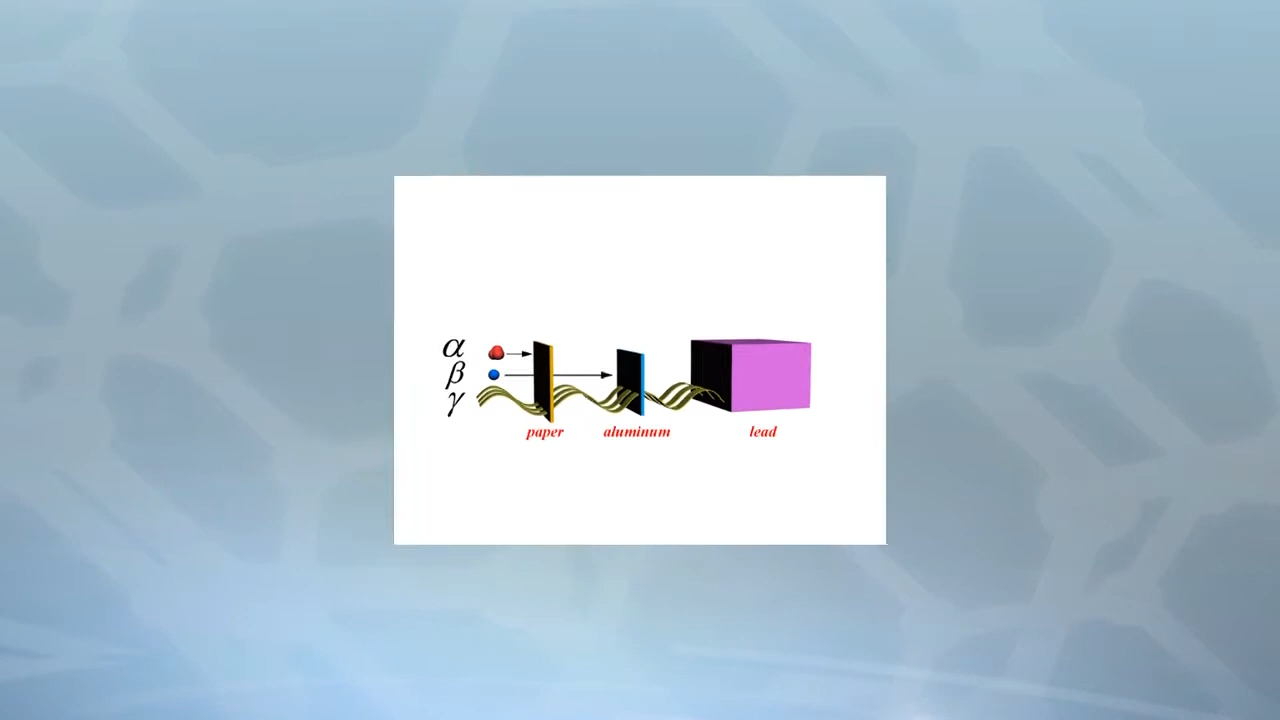 α
β
γ
paper aluminum lead